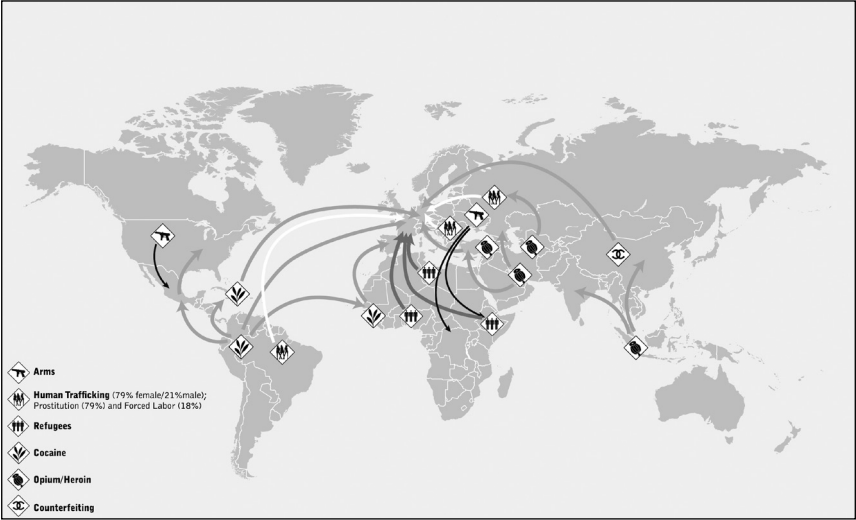 Arms
Human Trafficking (79% female/21%male);
Prostitution (79%) and Forced Labor (18%)
Refugees
Cocaine
Opium/Heroin
Counterfeiting